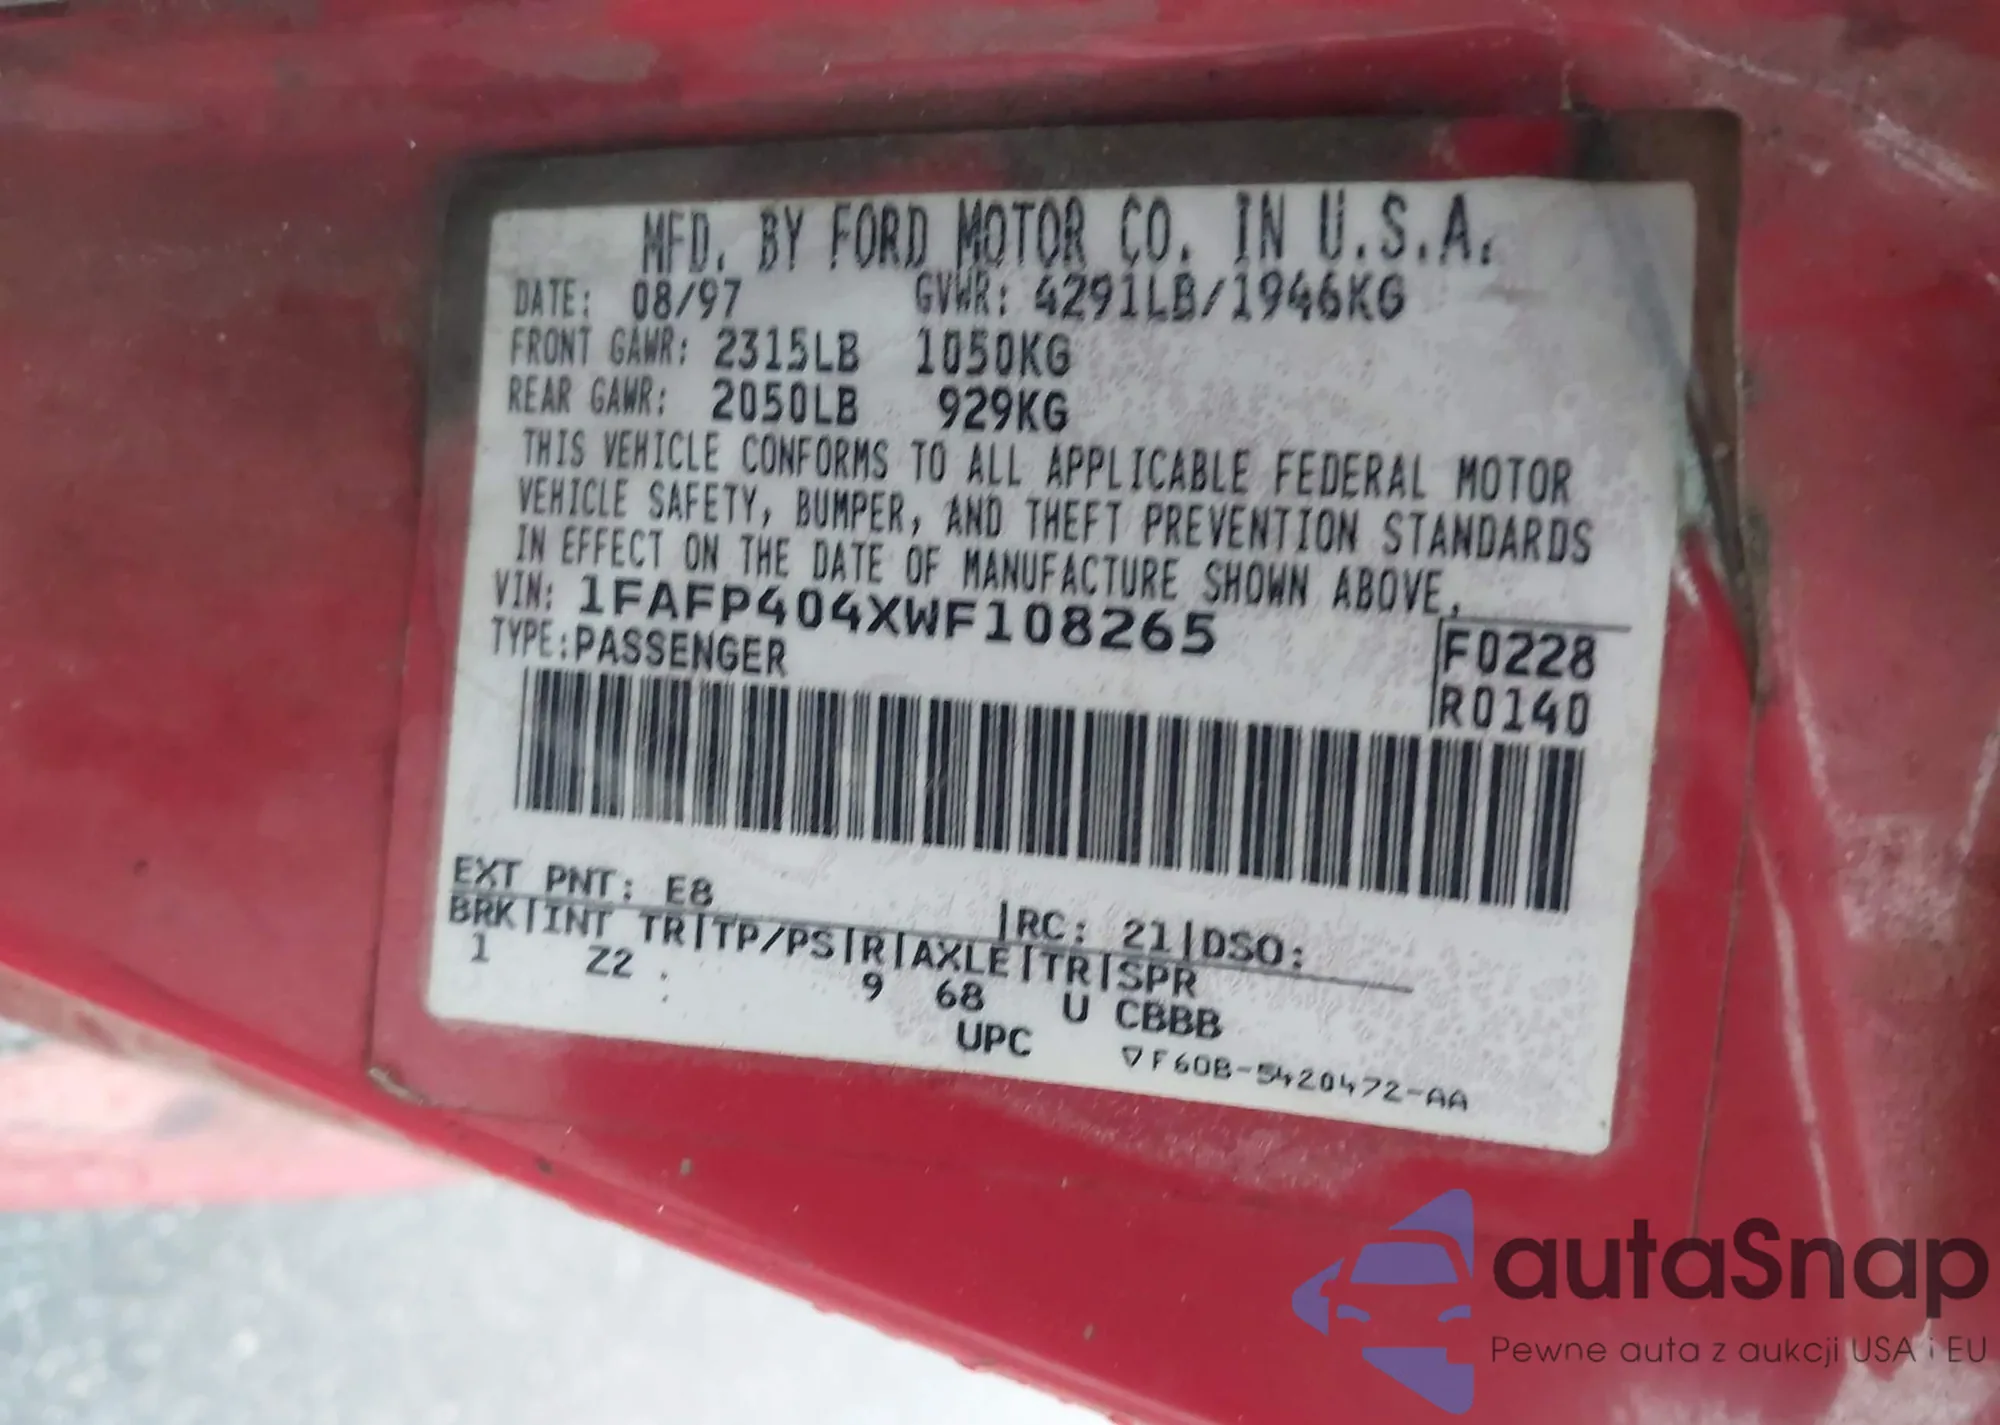 MFD. BY FORD MOTOR CO. IN U.S.A.
DATE: 08/97 GVWR: 4291LB/1946KG
FRONT GAWR: 2315LB 1050KG
REAR GAWR: 2050LB 929KG
THIS VEHICLE CONFORMS TO ALL APPLICABLE FEDERAL MOTOR
VEHICLE SAFETY, BUMPER, AND THEFT PREVENTION STANDARDS
IN EFFECT ON THE DATE OF MANUFACTURE SHOWN ABOVE.
VIN: 1FAFP404XWF108265
TYPE: PASSENGER
F0228
R0140
EXT PNT: E8 |RC: 21|DSO:
BRK|INT TR|TP/PS|R|AXLE|TR|SPR
1 Z2 9 68 U CBBB
UPC ▽F60B-5420472-AA
autaSnap
Pewne auta z aukcji USA i EU